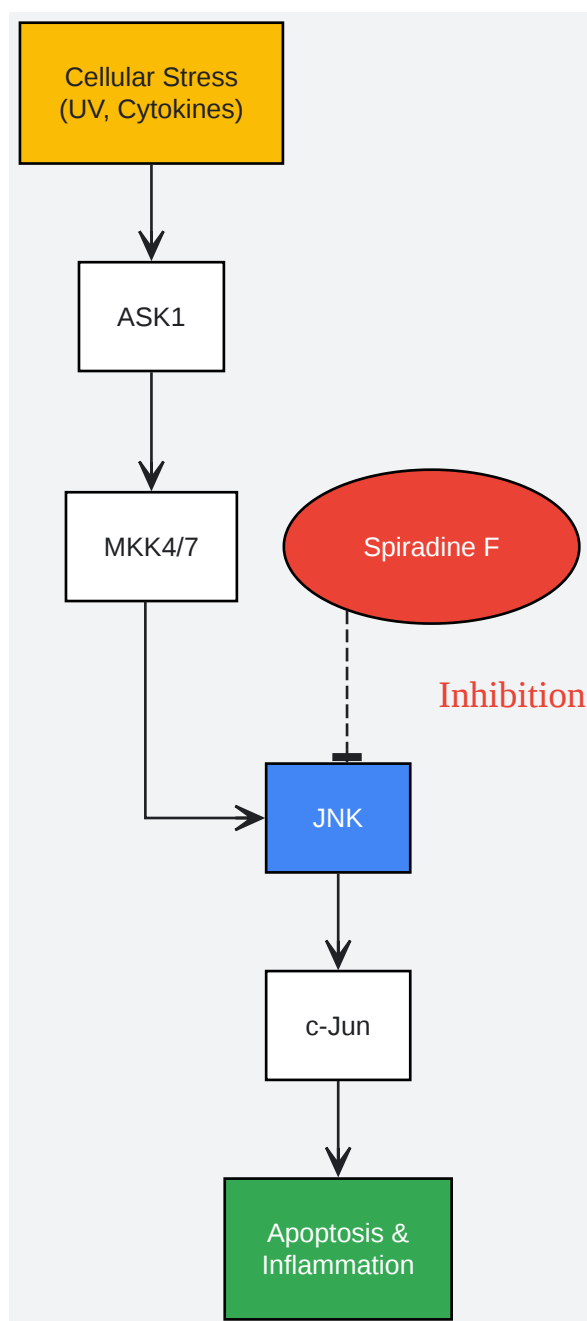 Cellular Stress
(UV, Cytokines)
ASK1
MKK4/7
Spiradine F
Inhibition
JNK
c-Jun
Apoptosis &
Inflammation